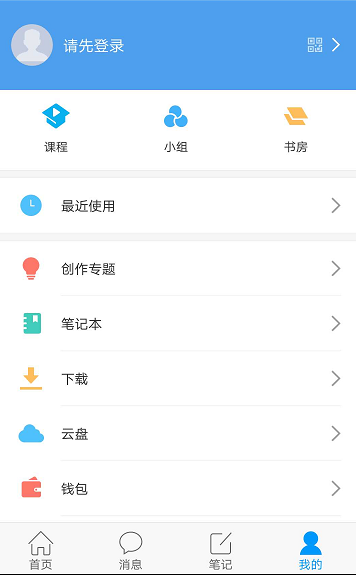 请先登录
课程 小组 书房
最近使用
创作专题
笔记本
下载
云盘
钱包
首页 消息 笔记 我的